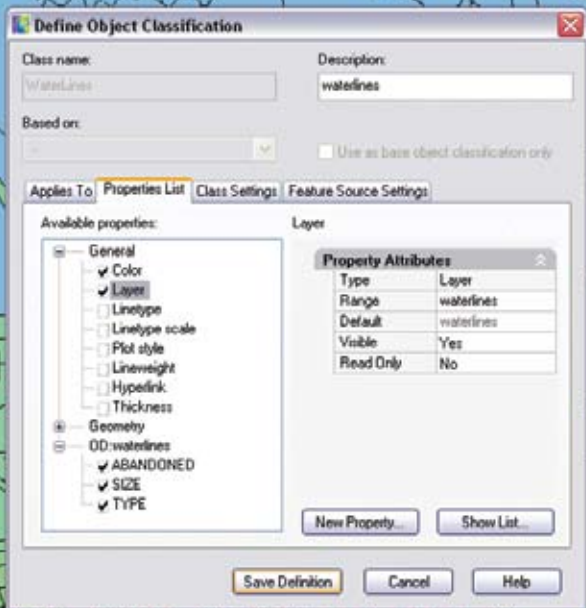 Define Object Classification
Class name:
Description:
WaterLines
waterlines
Based on:
Use as base object classification only
Applies To
Properties List
Class Settings
Feature Source Settings
Available properties:
Layer
General
Color
Layer
Linetype
Linetype scale
Plot style
Lineweight
Hyperlink
Thickness
Geometry
OD:waterlines
ABANDONED
SIZE
TYPE
Property Attributes
Type Layer
Range waterlines
Default waterlines
Visible Yes
Read Only No
New Property...
Show List...
Save Definition
Cancel
Help